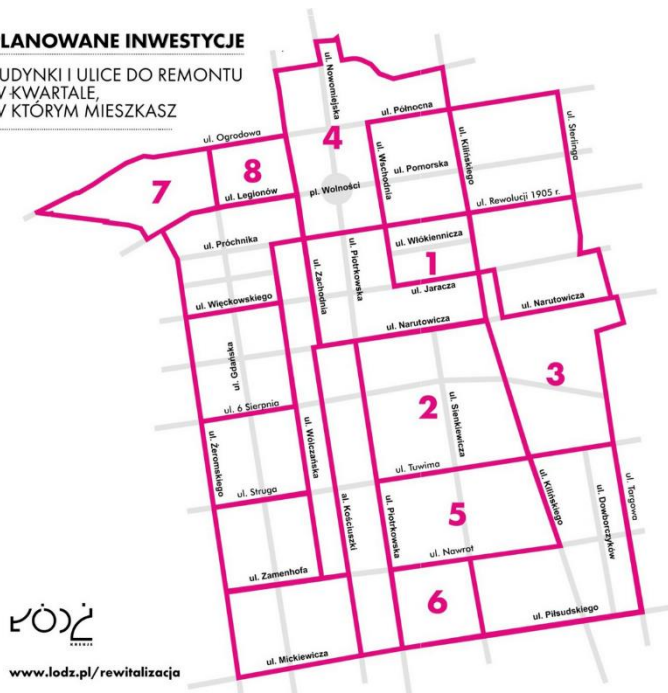 LANOWANE INWESTYCJE
UDYNKI I ULICE DO REMONTU
V KWARTALE,
V KTÓRYM MIESZKASZ
ul. Nowomiejska
ul. Północna
ul. Ogrodowa
4
ul. Wschodnia
ul. Kilińskiego
ul. Sterlinga
8
7
ul. Pomorska
ul. Legionów
pl. Wolności
ul. Rewolucji 1905 r.
ul. Próchnika
ul. Włókiennicza
1
ul. Zachodnia
ul. Piotrkowska
ul. Jaracza
ul. Więckowskiego
ul. Narutowicza
ul. Narutowicza
ul. Gdańska
3
2
ul. 6 Sierpnia
ul. Sienkiewicza
ul. Żeromskiego
ul. Wólczańska
ul. Tuwima
ul. Struga
al. Kościuszki
ul. Piotrkowska
5
ul. Kilińskiego
ul. Dowborczyków
ul. Targowa
ul. Nawrot
ul. Zamenhofa
6
ul. Piłsudskiego
ul. Mickiewicza
ŁÓDŹ
KREUJE
www.lodz.pl/rewitalizacja